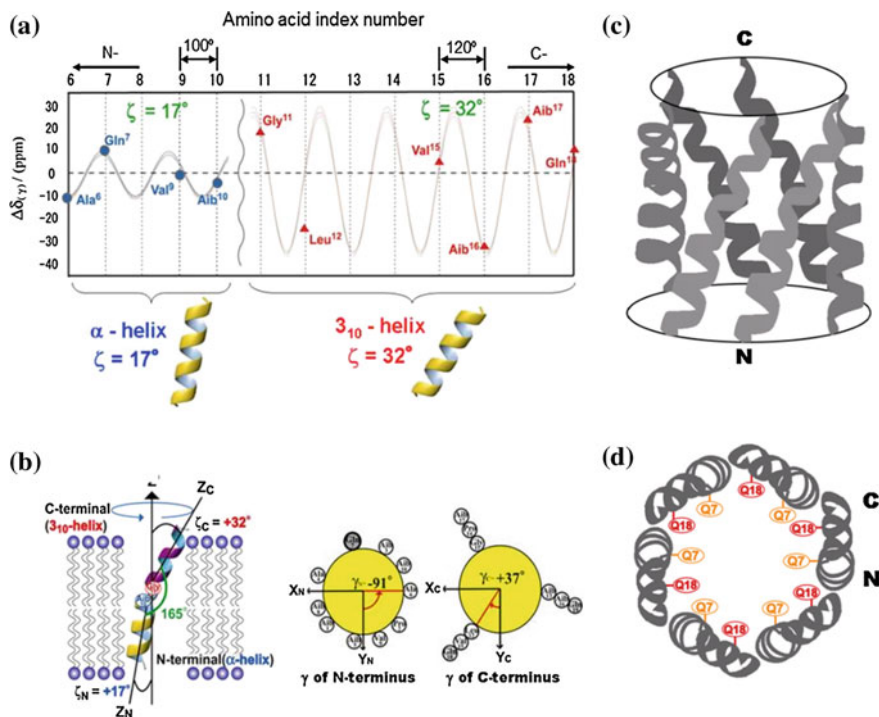 (a)
Amino acid index number
N-
100°
120°
C-
6 7 8 9 10 11 12 13 14 15 16 17 18
ζ = 17°
ζ = 32°
Δδ(γ)/ (ppm)
30
20
10
0
−10
−20
−30
−40
Ala6
Gln7
Val9
Aib10
Gly11
Leu12
Val15
Aib16
Aib17
Gln18
α - helix
ζ = 17°
310 - helix
ζ = 32°
(b)
C-terminal
(310-helix)
ZC
ζC = +32°
165°
N-terminal(α-helix)
ζN = +17°
ZN
XN
γN -91°
YN
γ of N-terminus
XC
γC +37°
YC
γ of C-terminus
(c)
C
N
(d)
C
N
Q18
Q7
Q18
Q7
Q18
Q7
Q18
Q7
Q18
Q7
Q18
Q7